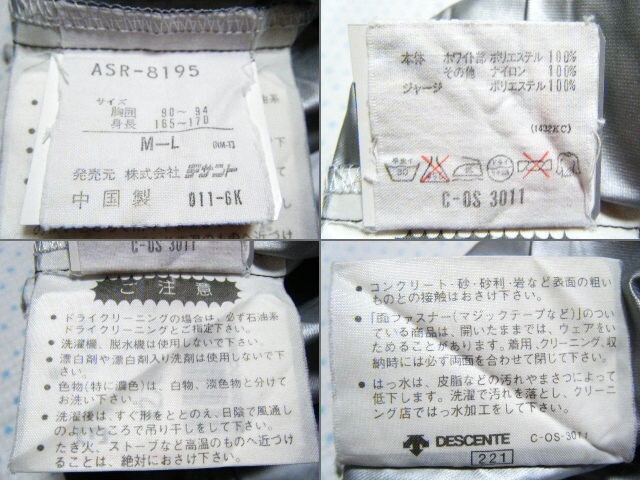 ASR-8195
サイズ
胸囲 90～ 94
身長 165～170
M―L
発売元 株式会社デサント
中国製 011-GK
本体 ホワイト部 ポリエステル 100%
その他 ナイロン 100%
ジャージ ポリエステル 100%
(1432KC)
C-OS 3011
C-OS 3011
ご注意
● ドライクリーニングの場合は、必ず石油系
ドライクリーニングとご指定下さい。
● 洗濯機、脱水機は使用しないで下さい。
● 漂白剤や漂白剤入り洗剤は使用しないで下
さい。
● 色物(特に濃色)は、白物、淡色物と分けて
お洗い下さい。
● 洗濯後は、すぐ形をととのえ、日陰で風通し
のよいところで吊り干しをして下さい。
● たき火、ストーブなど高温のものへ近づけ
ることは、絶対におさけ下さい。
● コンクリート・砂・砂利・岩など表面の粗い
ものとの接触はおさけ下さい。
● 「面ファスナー(マジックテープなど)」のつ
いている商品は、開いたままでは、ウェアをい
ためることがあります。着用、クリーニング、収
納時には必ず両面を合わせて閉じて下さい。
● はっ水は、皮脂などの汚れやまさつによって
低下します。洗濯で汚れを落とし、クリーニ
ング店ではっ水加工をして下さい。
DESCENTE C-OS-3011
221